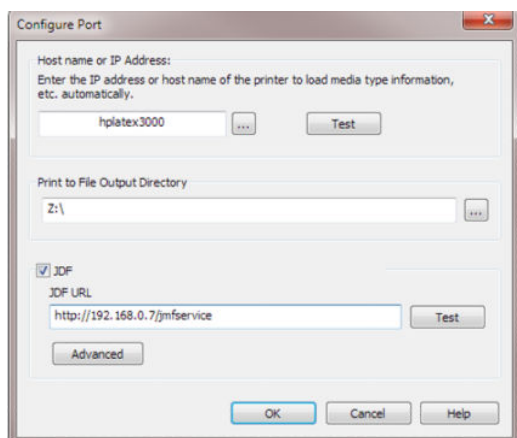 Configure Port
Host name or IP Address:
Enter the IP address or host name of the printer to load media type information,
etc. automatically.
hplatex3000 ... Test
Print to File Output Directory
Z:\ ...
JDF
JDF URL
http://192.168.0.7/jmfservice Test
Advanced
OK Cancel Help